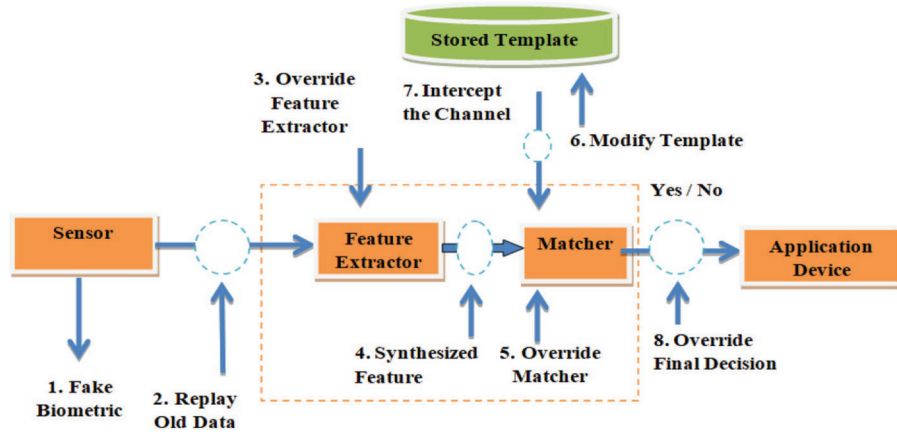 Stored Template
3. Override
Feature
Extractor
7. Intercept
the Channel
6. Modify Template
Yes / No
Sensor
Feature
Extractor
Matcher
Application
Device
4. Synthesized
Feature
5. Override
Matcher
8. Override
Final Decision
1. Fake
Biometric
2. Replay
Old Data